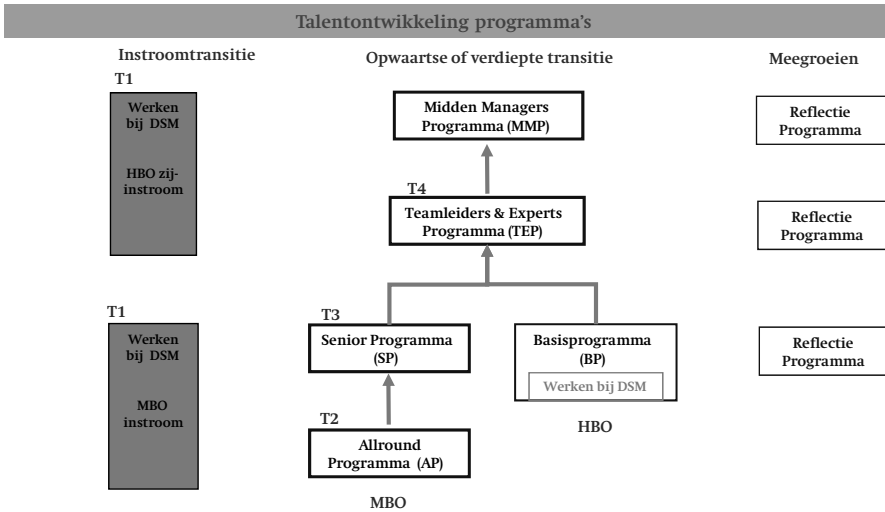 Talentontwikkeling programma's
Instroomtransitie
Opwaartse of verdiepte transitie
Meegroeien
T1
Werken
bij DSM
HBO zij-
instroom
Midden Managers
Programma (MMP)
Reflectie
Programma
T4
Teamleiders & Experts
Programma (TEP)
Reflectie
Programma
T1
Werken
bij DSM
MBO
instroom
T3
Senior Programma
(SP)
Basisprogramma
(BP)
Werken bij DSM
HBO
Reflectie
Programma
T2
Allround
Programma (AP)
MBO